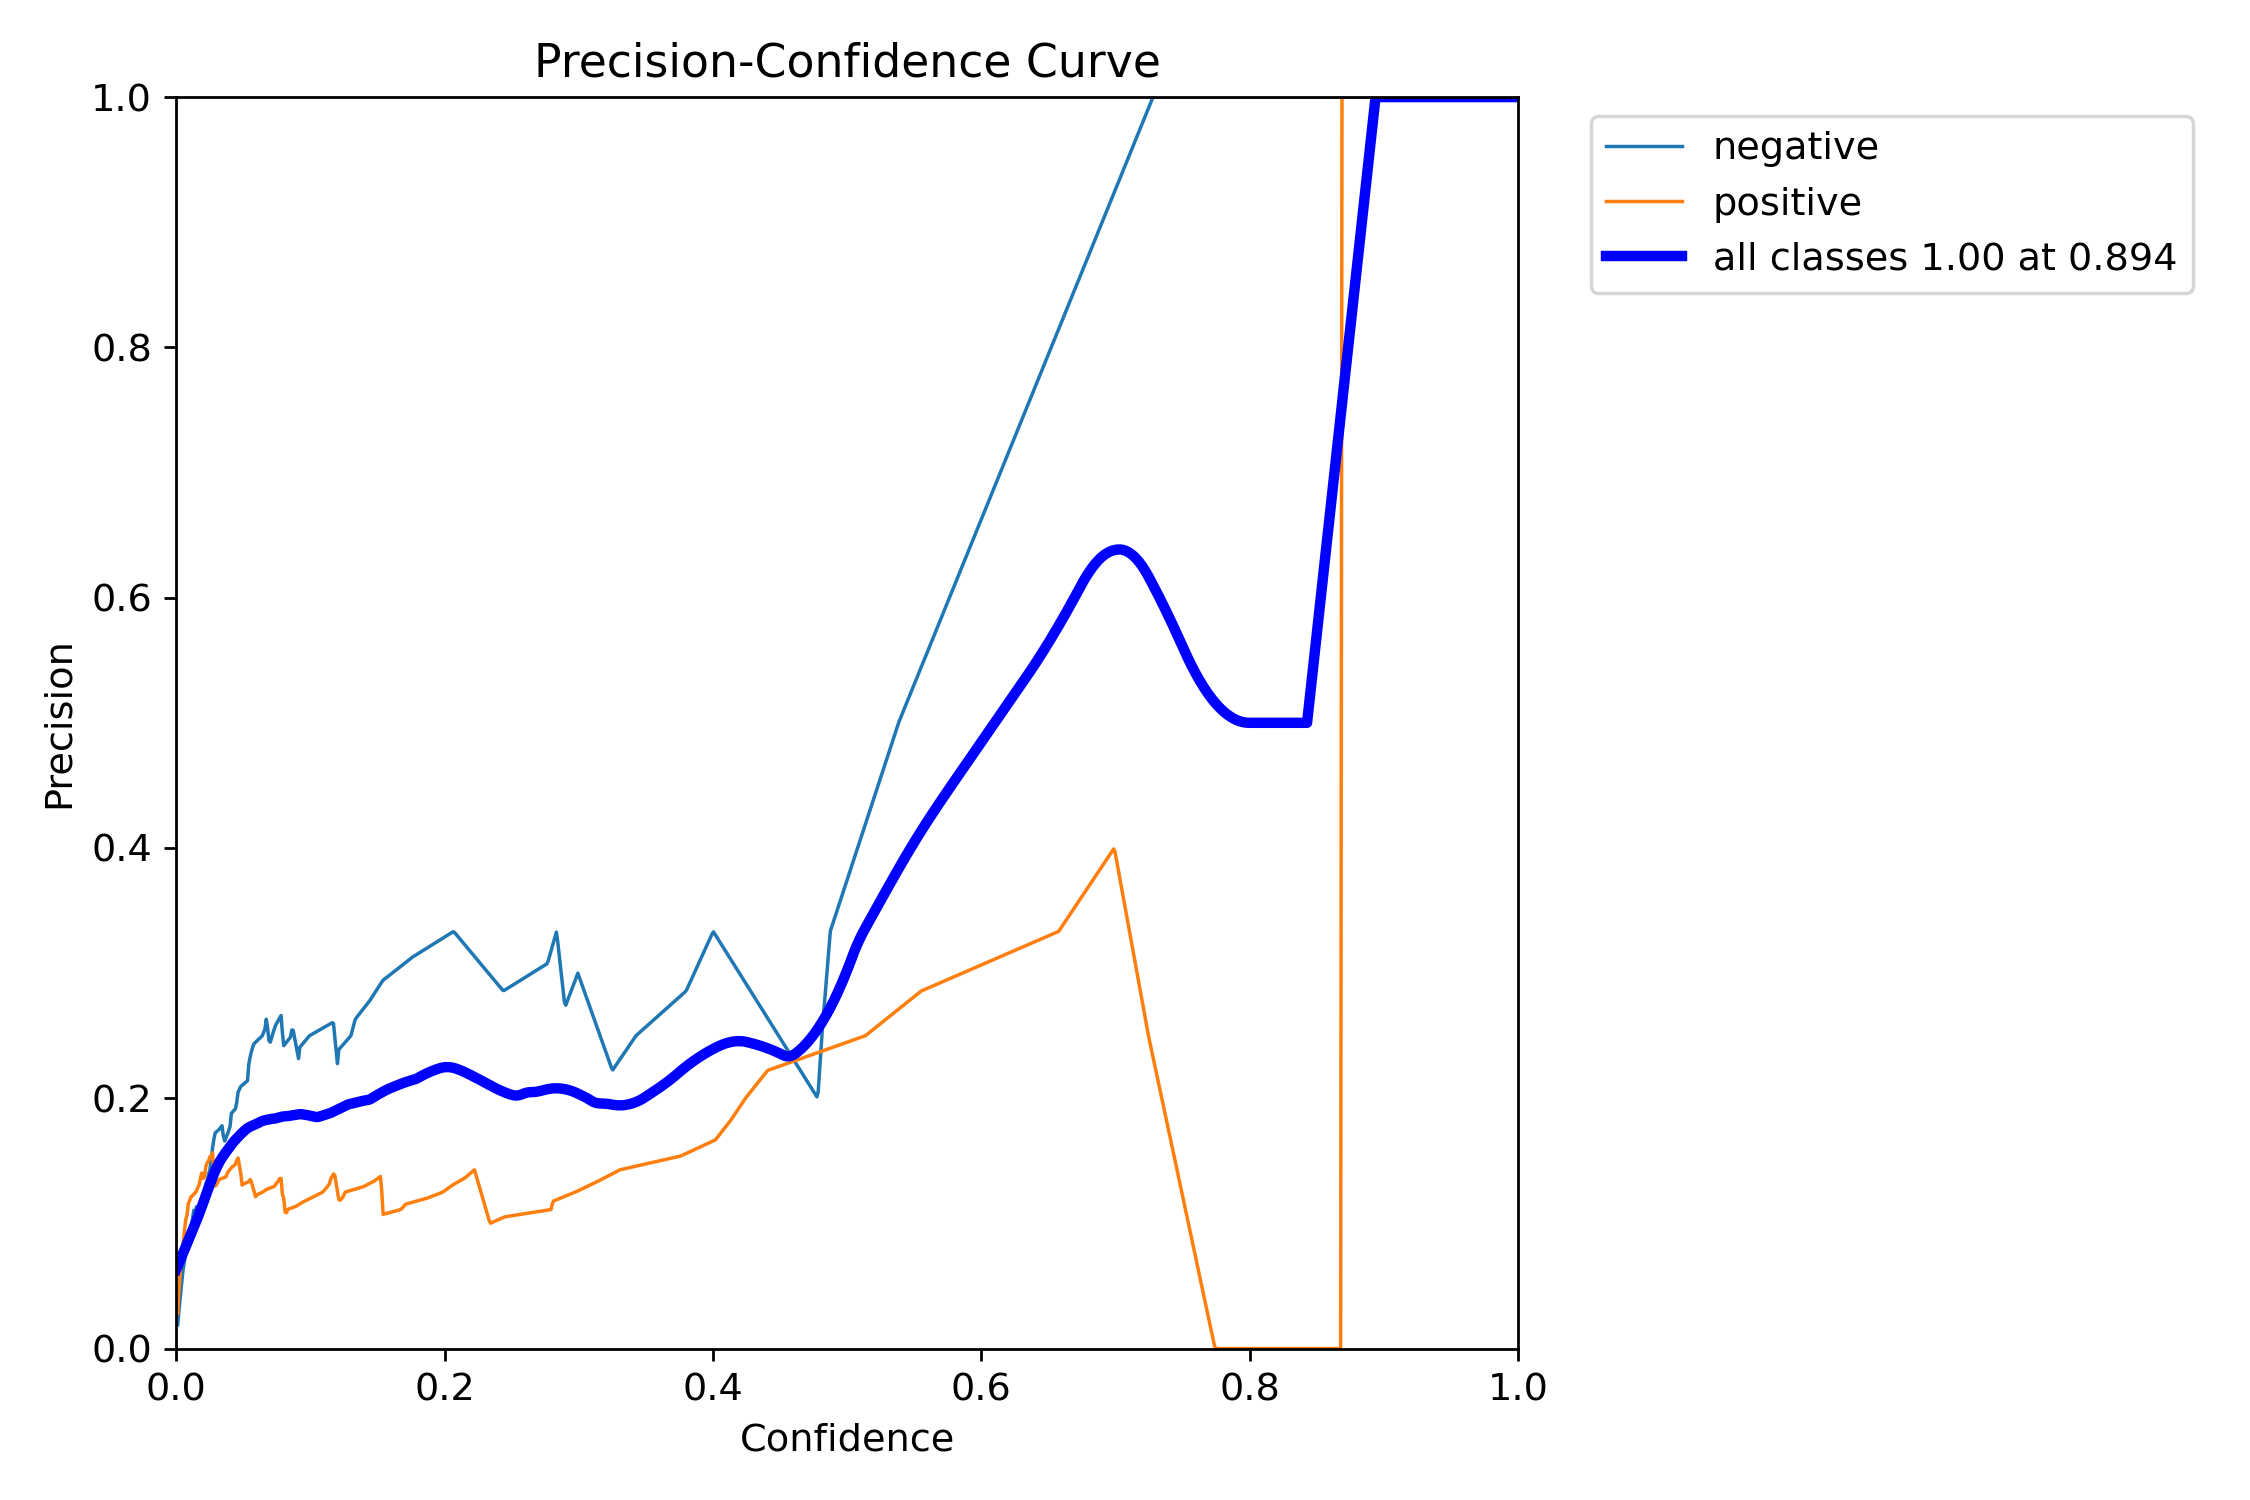 Precision-Confidence Curve
1.0
0.8
0.6
0.4
0.2
0.0
Precision
0.0 0.2 0.4 0.6 0.8 1.0
Confidence
negative
positive
all classes 1.00 at 0.894